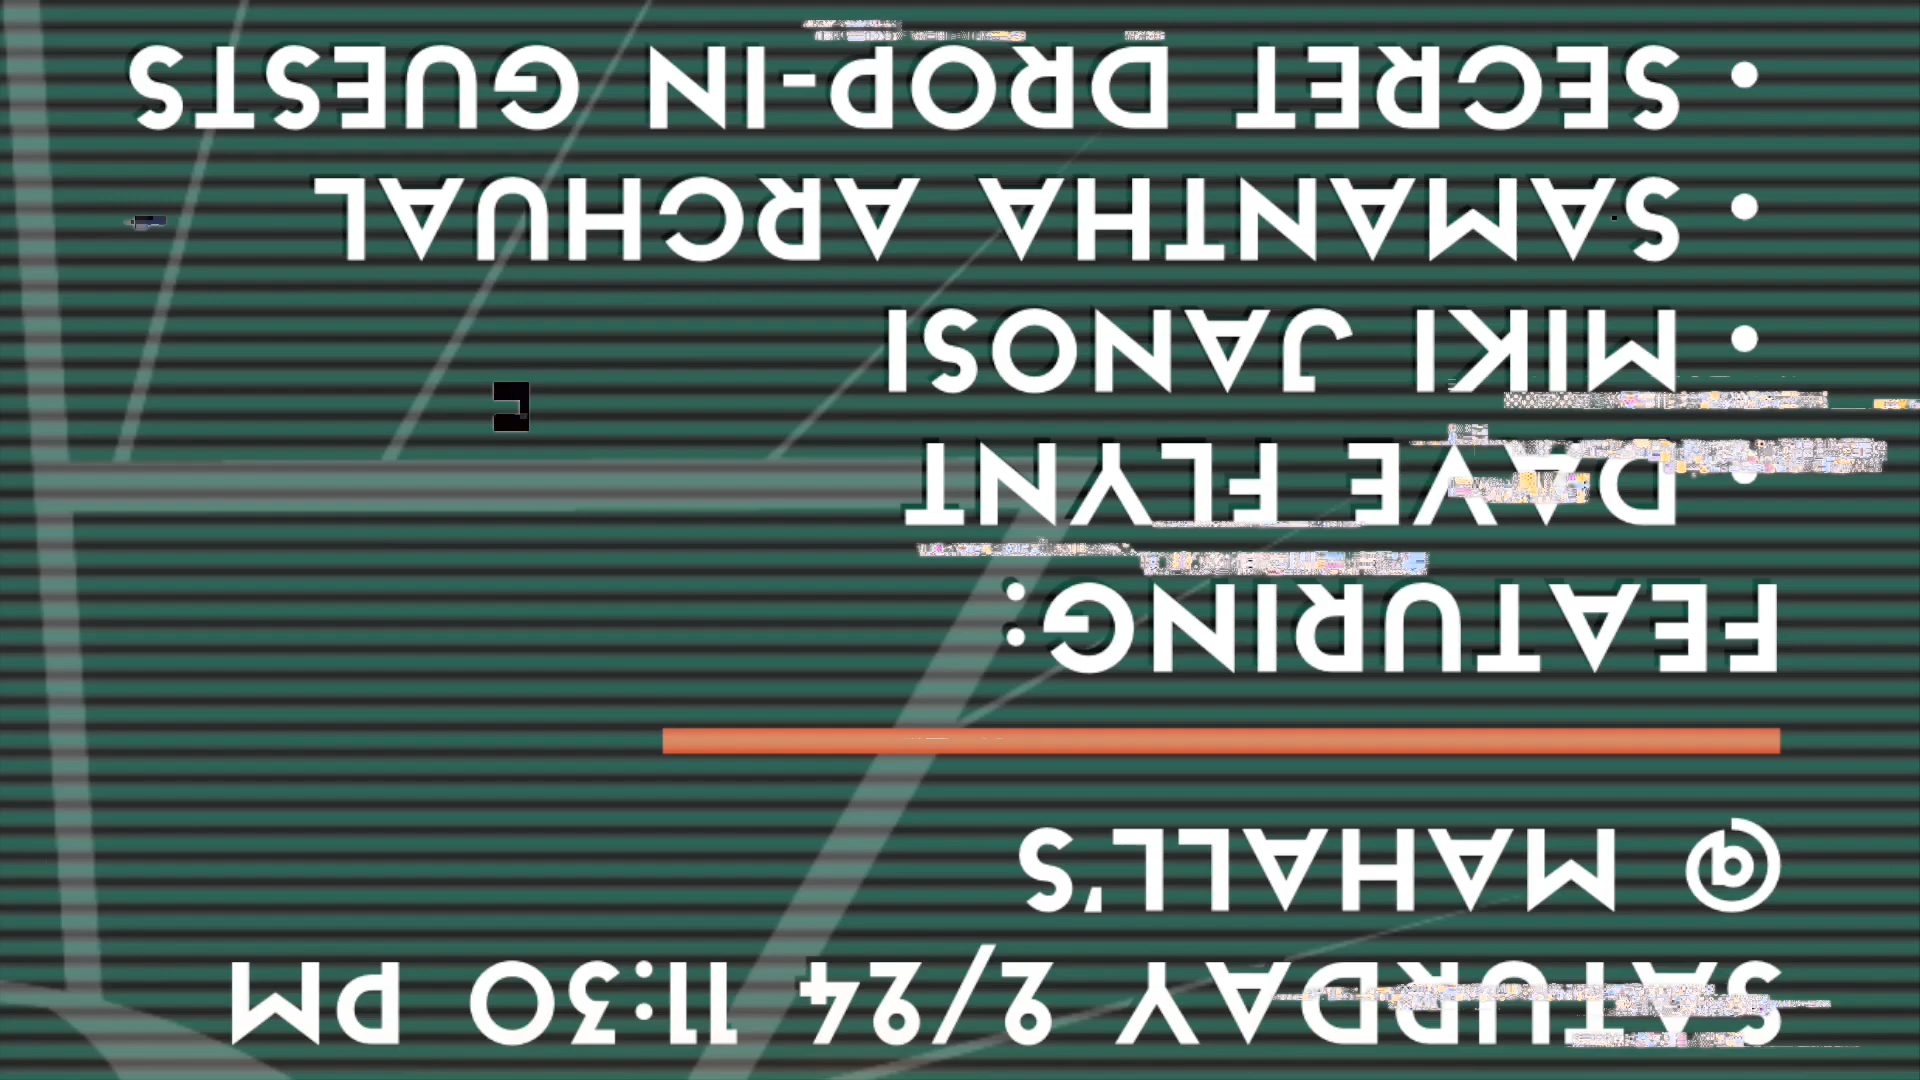 SATURDAY 2/24 11:30 PM
@ MAHALL'S
FEATURING:
• DAVE FLYNT
• MIKI JANOSI
• SAMANTHA ARCHUAL
• SECRET DROP-IN GUESTS